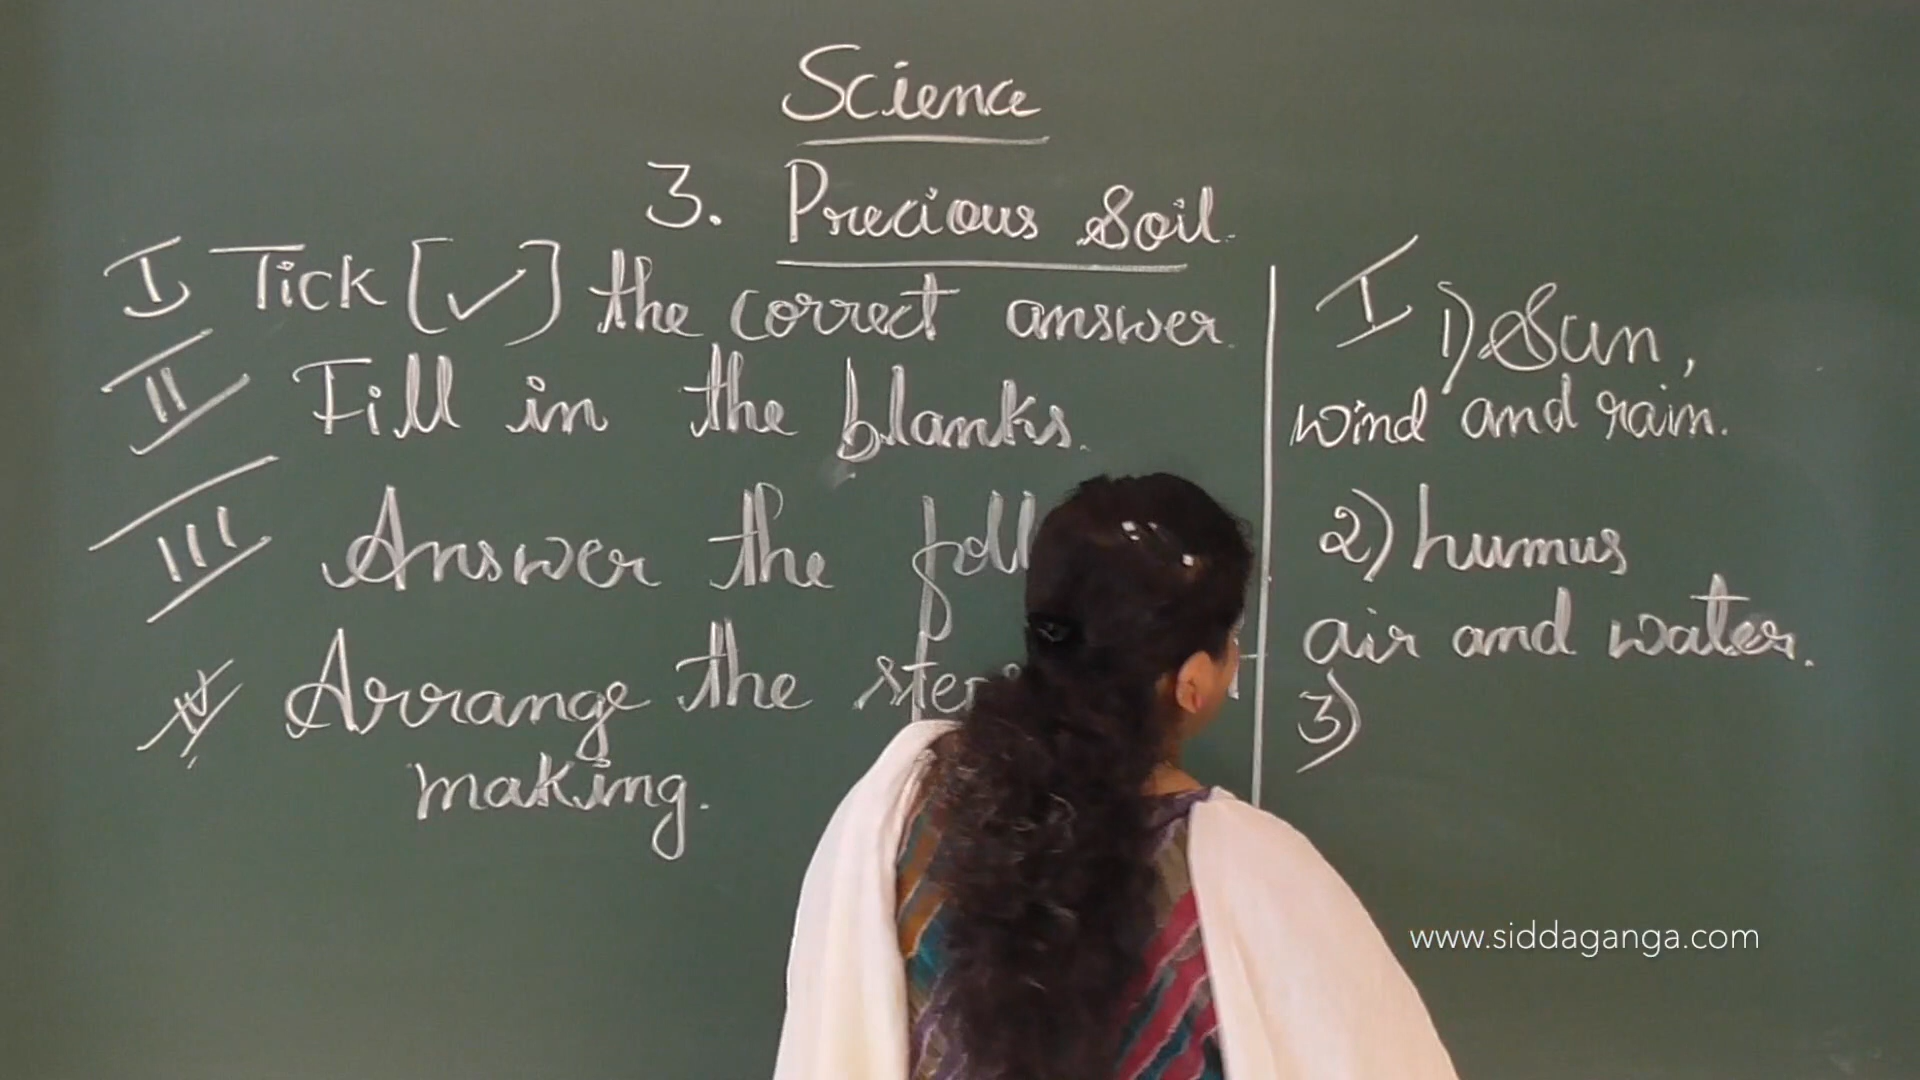 Science
3. Precious Soil.
I Tick [✓] the correct answer.
II Fill in the blanks.
III Answer the
IV Arrange the
making.
I 1) Sun,
wind and rain.
2) humus
air and water.
3)
www.siddaganga.com